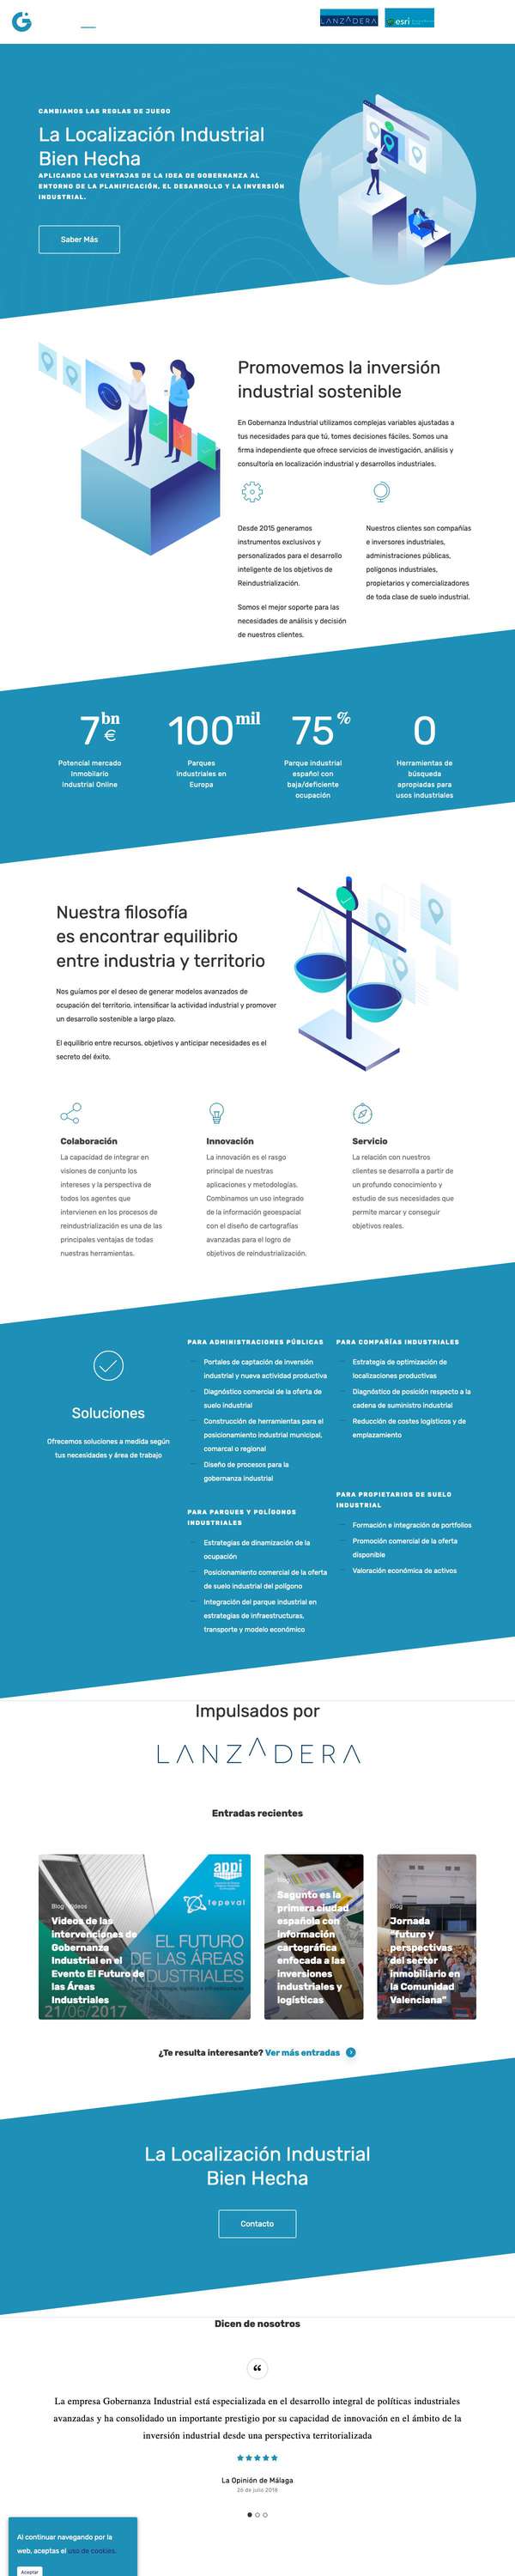 LANZADERA
esri
CAMBIAMOS LAS REGLAS DE JUEGO
La Localización Industrial
Bien Hecha
APLICANDO LAS VENTAJAS DE LA IDEA DE GOBERNANZA AL
ENTORNO DE LA PLANIFICACIÓN, EL DESARROLLO Y LA INVERSIÓN
INDUSTRIAL.
Saber Más
Promovemos la inversión
industrial sostenible
En Gobernanza Industrial utilizamos complejas variables ajustadas a
tus necesidades para que tú, tomes decisiones fáciles. Somos una
firma independiente que ofrece servicios de investigación, análisis y
consultoría en localización industrial y desarrollos industriales.
Desde 2015 generamos
instrumentos exclusivos y
personalizados para el desarrollo
inteligente de los objetivos de
Reindustrialización.
Somos el mejor soporte para las
necesidades de análisis y decisión
de nuestros clientes.
Nuestros clientes son compañías
e inversores industriales,
administraciones públicas,
polígonos industriales,
propietarios y comercializadores
de toda clase de suelo industrial.
7 bn €
Potencial mercado
Inmobilario
Industrial Online
100 mil
Parques
industriales en
Europa
75 %
Parque industrial
español con
baja/deficiente
ocupación
0
Herramientas de
búsqueda
apropiadas para
usos industriales
Nuestra filosofía
es encontrar equilibrio
entre industria y territorio
Nos guiamos por el deseo de generar modelos avanzados de
ocupación del territorio, intensificar la actividad industrial y promover
un desarrollo sostenible a largo plazo.
El equilibrio entre recursos, objetivos y anticipar necesidades es el
secreto del éxito.
Colaboración
La capacidad de integrar en
visiones de conjunto los
intereses y la perspectiva de
todos los agentes que
intervienen en los procesos de
reindustrialización es una de las
principales ventajas de todas
nuestras herramientas.
Innovación
La innovación es el rasgo
principal de nuestras
aplicaciones y metodologías.
Combinamos un uso integrado
de la información geoespacial
con el diseño de cartografías
avanzadas para el logro de
objetivos de reindustrialización.
Servicio
La relación con nuestros
clientes se desarrolla a partir de
un profundo conocimiento y
estudio de sus necesidades que
permite marcar y conseguir
objetivos reales.
Soluciones
Ofrecemos soluciones a medida según
tus necesidades y área de trabajo
PARA ADMINISTRACIONES PÚBLICAS
Portales de captación de inversión
industrial y nueva actividad productiva
Diagnóstico comercial de la oferta de
suelo industrial
Construcción de herramientas para el
posicionamiento industrial municipal,
comarcal o regional
Diseño de procesos para la
gobernanza industrial
PARA COMPAÑÍAS INDUSTRIALES
Estrategia de optimización de
localizaciones productivas
Diagnóstico de posición respecto a la
cadena de suministro industrial
Reducción de costes logísticos y de
emplazamiento
PARA PARQUES Y POLÍGONOS
INDUSTRIALES
Estrategias de dinamización de la
ocupación
Posicionamiento comercial de la oferta
de suelo industrial del polígono
Integración del parque industrial en
estrategias de infraestructuras,
transporte y modelo económico
PARA PROPIETARIOS DE SUELO
INDUSTRIAL
Formación e integración de portfolios
Promoción comercial de la oferta
disponible
Valoración económica de activos
Impulsados por
LANZADERA
Entradas recientes
appi
tepeval
EL FUTURO
DE LAS ÁREAS
INDUSTRIALES
21/06/2017
Blog, Videos
Videos de las
intervenciones de
Gobernanza
Industrial en el
Evento El Futuro de
las Áreas
Industriales
Blog
Sagunto es la
primera ciudad
española con
información
cartográfica
enfocada a las
inversiones
industriales y
logísticas
Blog
Jornada
"futuro y
perspectivas
del sector
inmobiliario en
la Comunidad
Valenciana"
¿Te resulta interesante? Ver más entradas
La Localización Industrial
Bien Hecha
Contacto
Dicen de nosotros
“
La empresa Gobernanza Industrial está especializada en el desarrollo integral de políticas industriales
avanzadas y ha consolidado un importante prestigio por su capacidad de innovación en el ámbito de la
inversión industrial desde una perspectiva territorializada
La Opinión de Málaga
26 de julio 2018
Al continuar navegando por la
web, aceptas el uso de cookies.
Aceptar